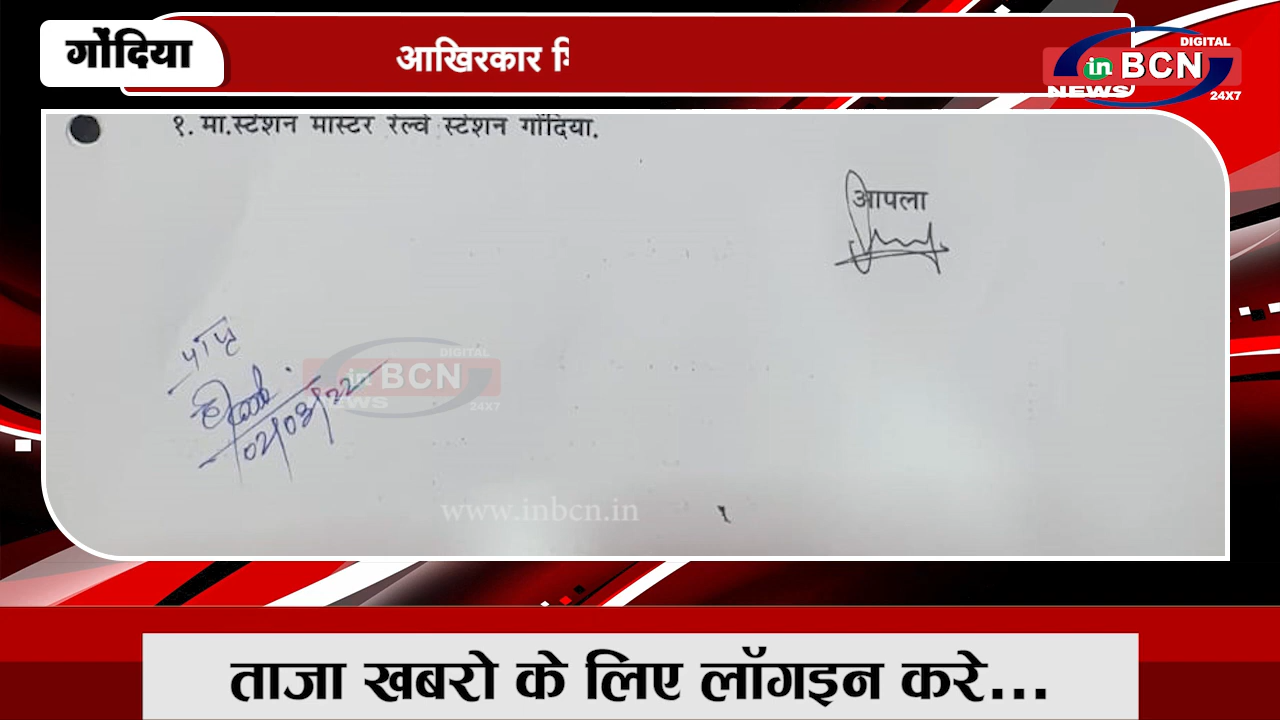 गोंदिया
आखिरकार
DIGITAL
in BCN
NEWS
24X7
१. मा.स्टेशन मास्टर रेल्वे स्टेशन गोंदिया.
आपला
DIGITAL
in BCN
NEWS
24X7
02/03/22
www.inbcn.in
ताजा खबरो के लिए लॉगइन करे...